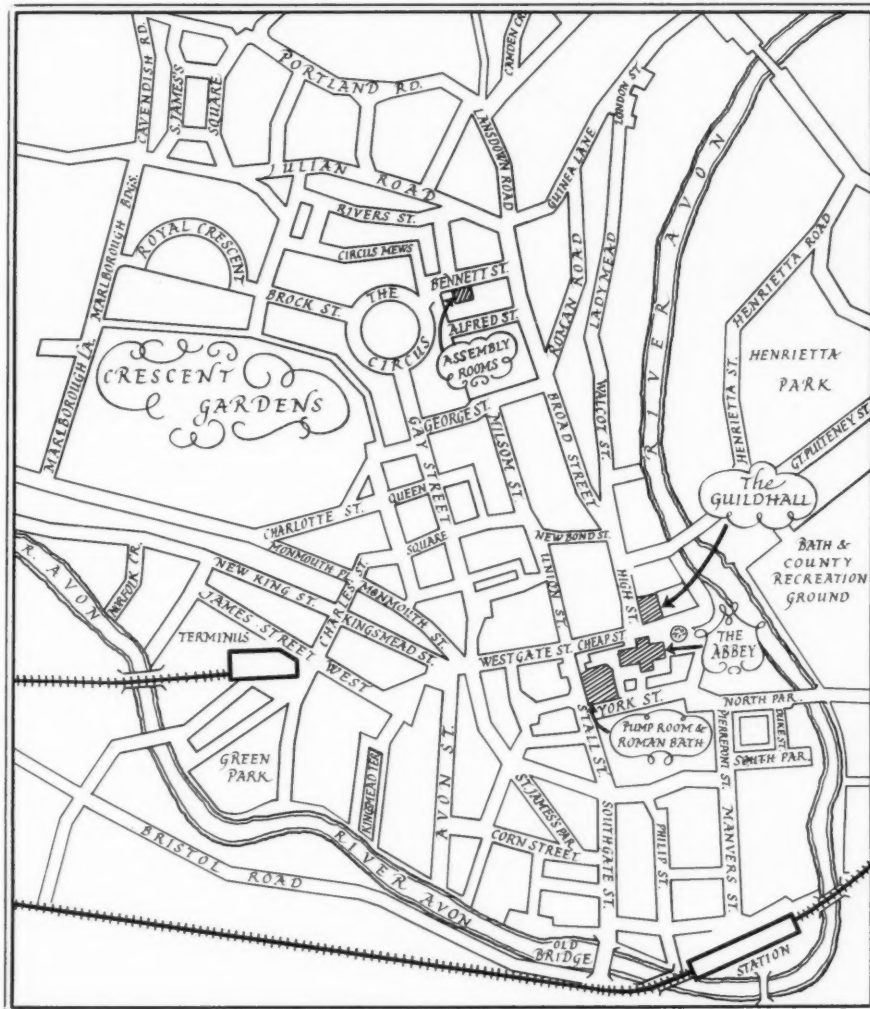 CAVENDISH RD.
S. JAMES'S
SQUARE
PORTLAND RD.
CAMDEN CR.
LANSDOWN ROAD
LONDON ST.
GUINEA LANE
JULIAN ROAD
RIVERS ST.
CIRCUS MEWS
MARLBOROUGH BDGS.
ROYAL CRESCENT
BROCK ST.
THE
CIRCUS
BENNETT ST.
ALFRED ST.
ASSEMBLY
ROOMS
ROMAN ROAD
LADYMEAD
RIVER AVON
HENRIETTA ROAD
HENRIETTA
PARK
HENRIETTA ST.
GT. PULTENEY ST.
MARLBOROUGH LA.
CRESCENT
GARDENS
GEORGE ST.
GAY STREET
MILSOM ST.
BROAD STREET
WALCOT ST.
The
GUILDHALL
QUEEN
SQUARE
CHARLOTTE ST.
MONMOUTH PL.
MONMOUTH ST.
NEW BOND ST.
UNION ST.
HIGH ST.
BATH &
COUNTY
RECREATION
GROUND
R. AVON
NORFOLK CR.
NEW KING ST.
CHARLES ST.
KINGSMEAD ST.
JAMES STREET WEST
TERMINUS
WESTGATE ST.
CHEAP ST.
THE
ABBEY
YORK ST.
NORTH PAR.
PUMP ROOM &
ROMAN BATH
STALL ST.
PIERREPONT ST.
DUKE ST.
SOUTH PAR.
GREEN
PARK
KINGSMEAD TER.
AVON ST.
ST. JAMES'S PAR.
CORN STREET
SOUTHGATE ST.
PHILIP ST.
MANVERS ST.
BRISTOL ROAD
RIVER AVON
OLD
BRIDGE
STATION